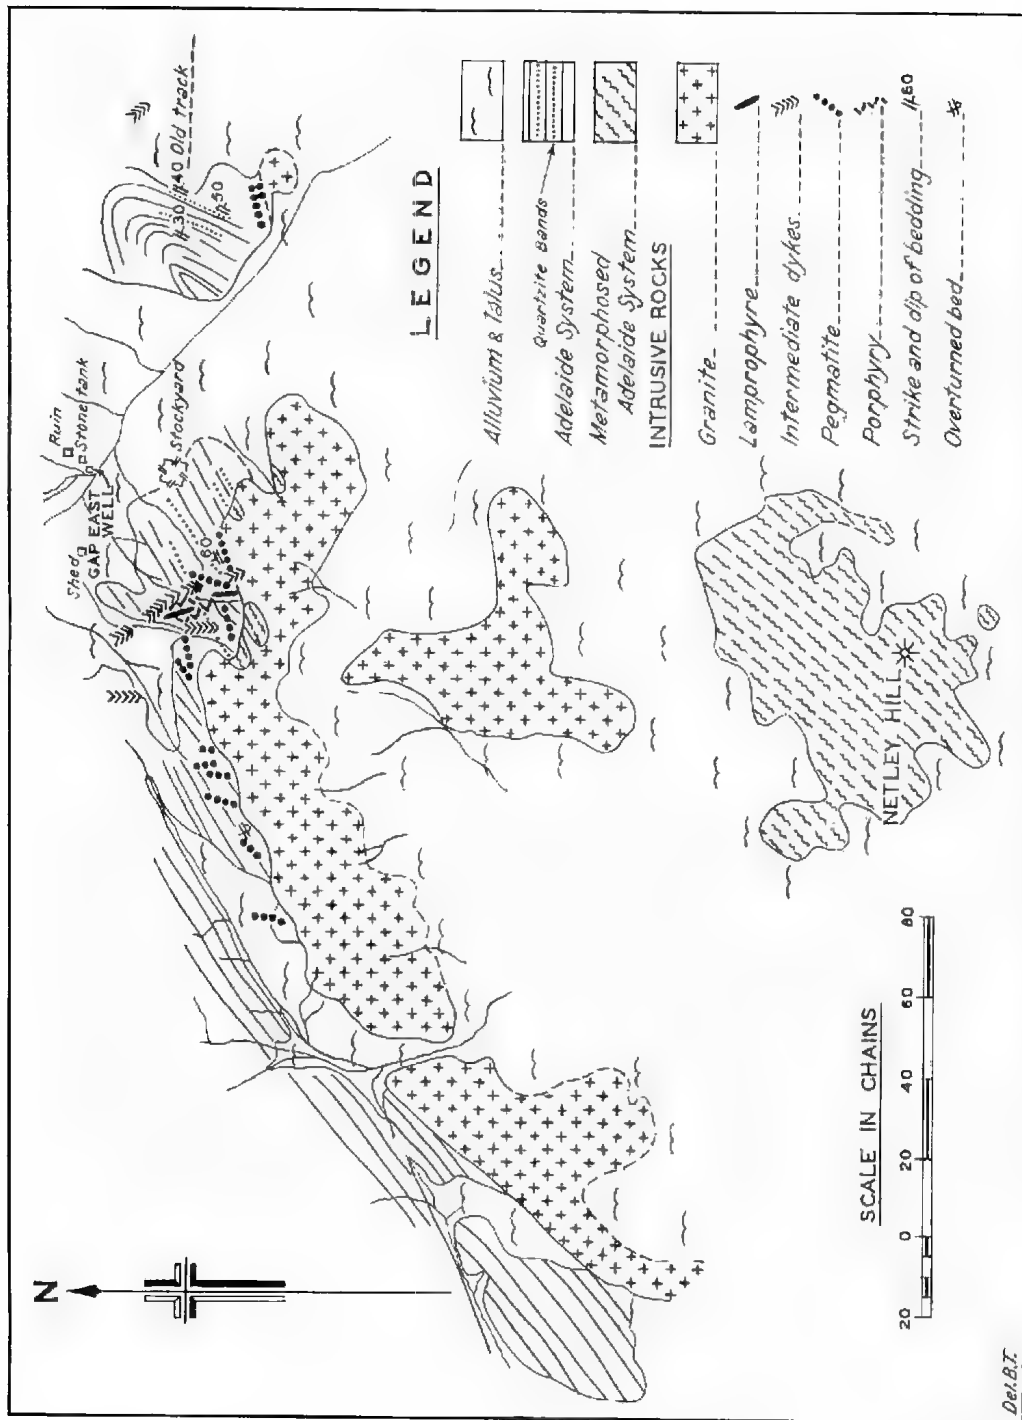 N
Shed
GAP EAST
WELL
Ruin
Stone tank
Stockyard
60
30
40
Old track
50
NETLEY HILL
LEGEND
Alluvium & Talus
Quartzite Bands
Adelaide System
Metamorphosed
Adelaide System
INTRUSIVE ROCKS
Granite
Lamprophyre
Intermediate dykes
Pegmatite
Porphyry
Strike and dip of bedding
60
Overturned bed
SCALE IN CHAINS
20 0 20 40 60 80
Del. B.T.